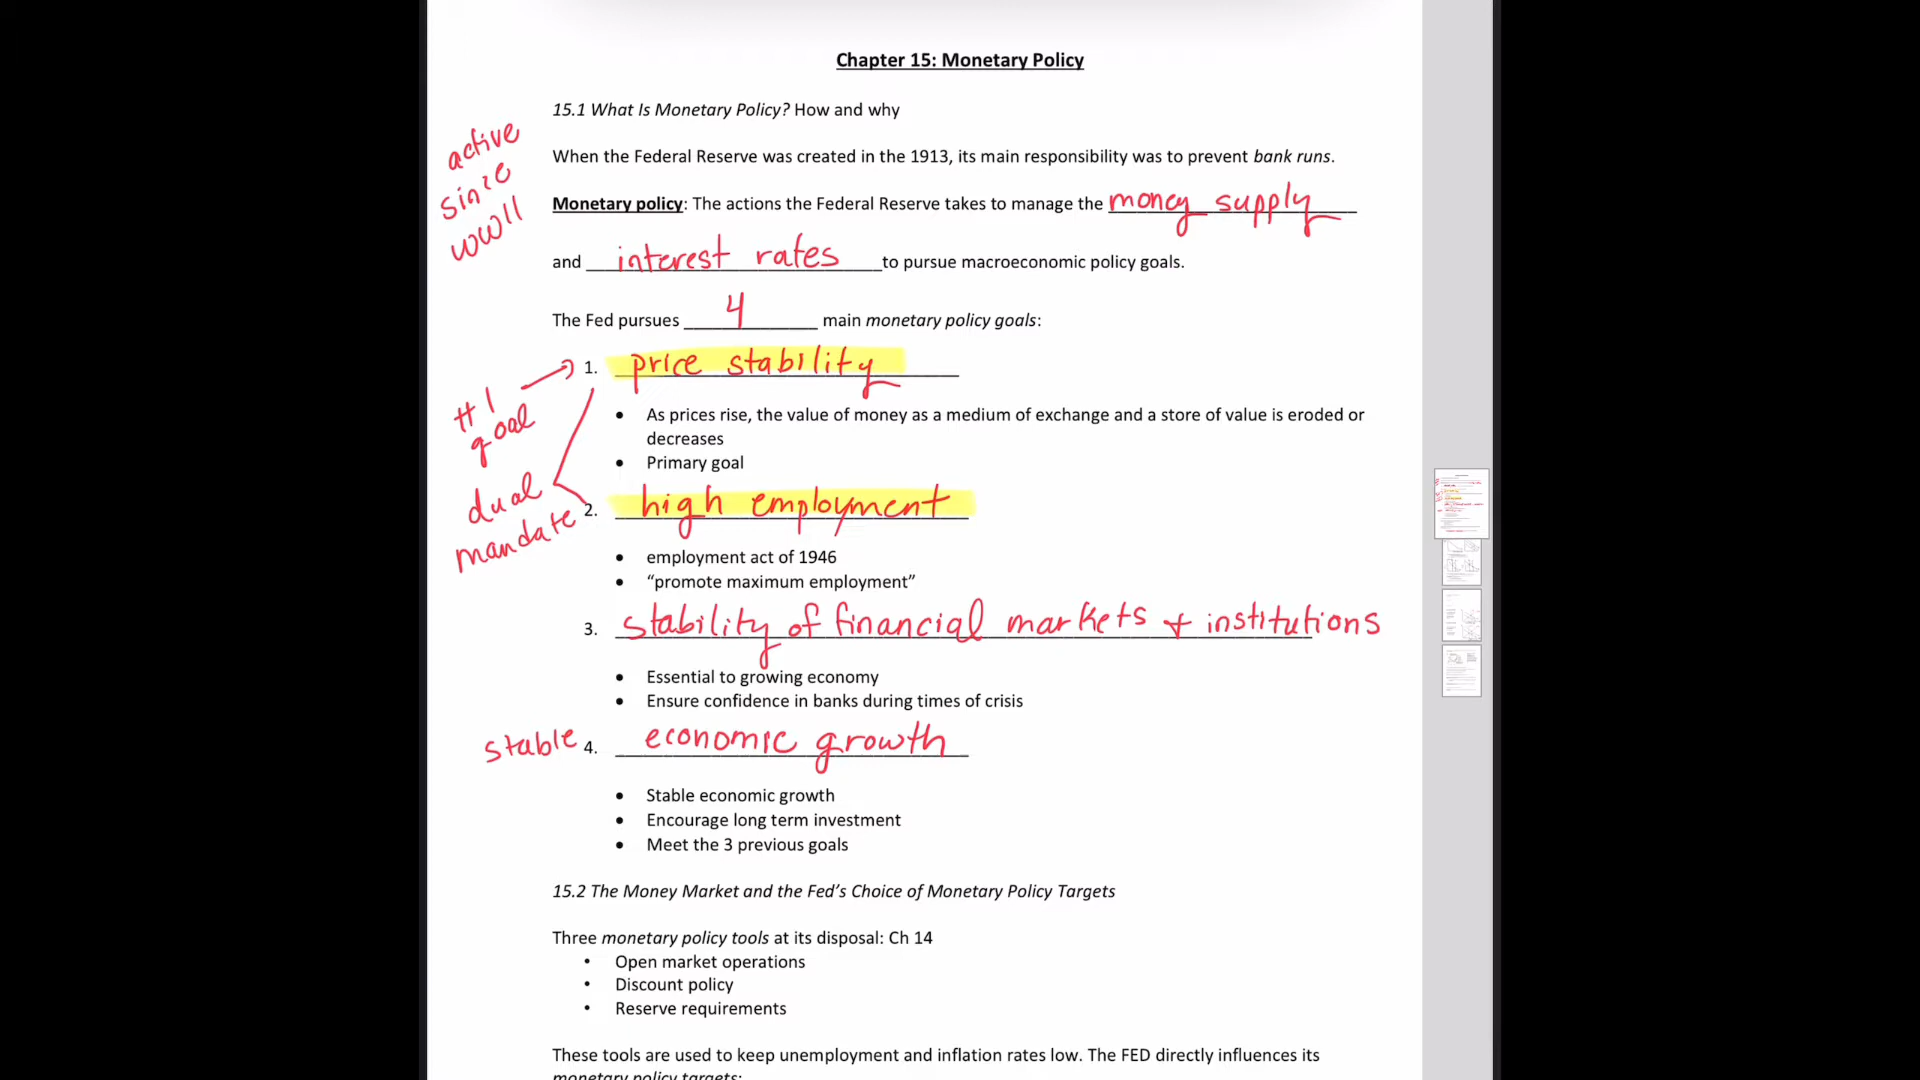 Chapter 15: Monetary Policy
15.1 What Is Monetary Policy? How and why
active
since
WWII
When the Federal Reserve was created in the 1913, its main responsibility was to prevent bank runs.
Monetary policy: The actions the Federal Reserve takes to manage the money supply
and interest rates to pursue macroeconomic policy goals.
The Fed pursues 4 main monetary policy goals:
#1
goal
1. price stability
• As prices rise, the value of money as a medium of exchange and a store of value is eroded or
decreases
• Primary goal
dual
mandate
2. high employment
• employment act of 1946
• “promote maximum employment”
3. stability of financial markets + institutions
• Essential to growing economy
• Ensure confidence in banks during times of crisis
stable 4. economic growth
• Stable economic growth
• Encourage long term investment
• Meet the 3 previous goals
15.2 The Money Market and the Fed’s Choice of Monetary Policy Targets
Three monetary policy tools at its disposal: Ch 14
• Open market operations
• Discount policy
• Reserve requirements
These tools are used to keep unemployment and inflation rates low. The FED directly influences its
monetary policy targets: